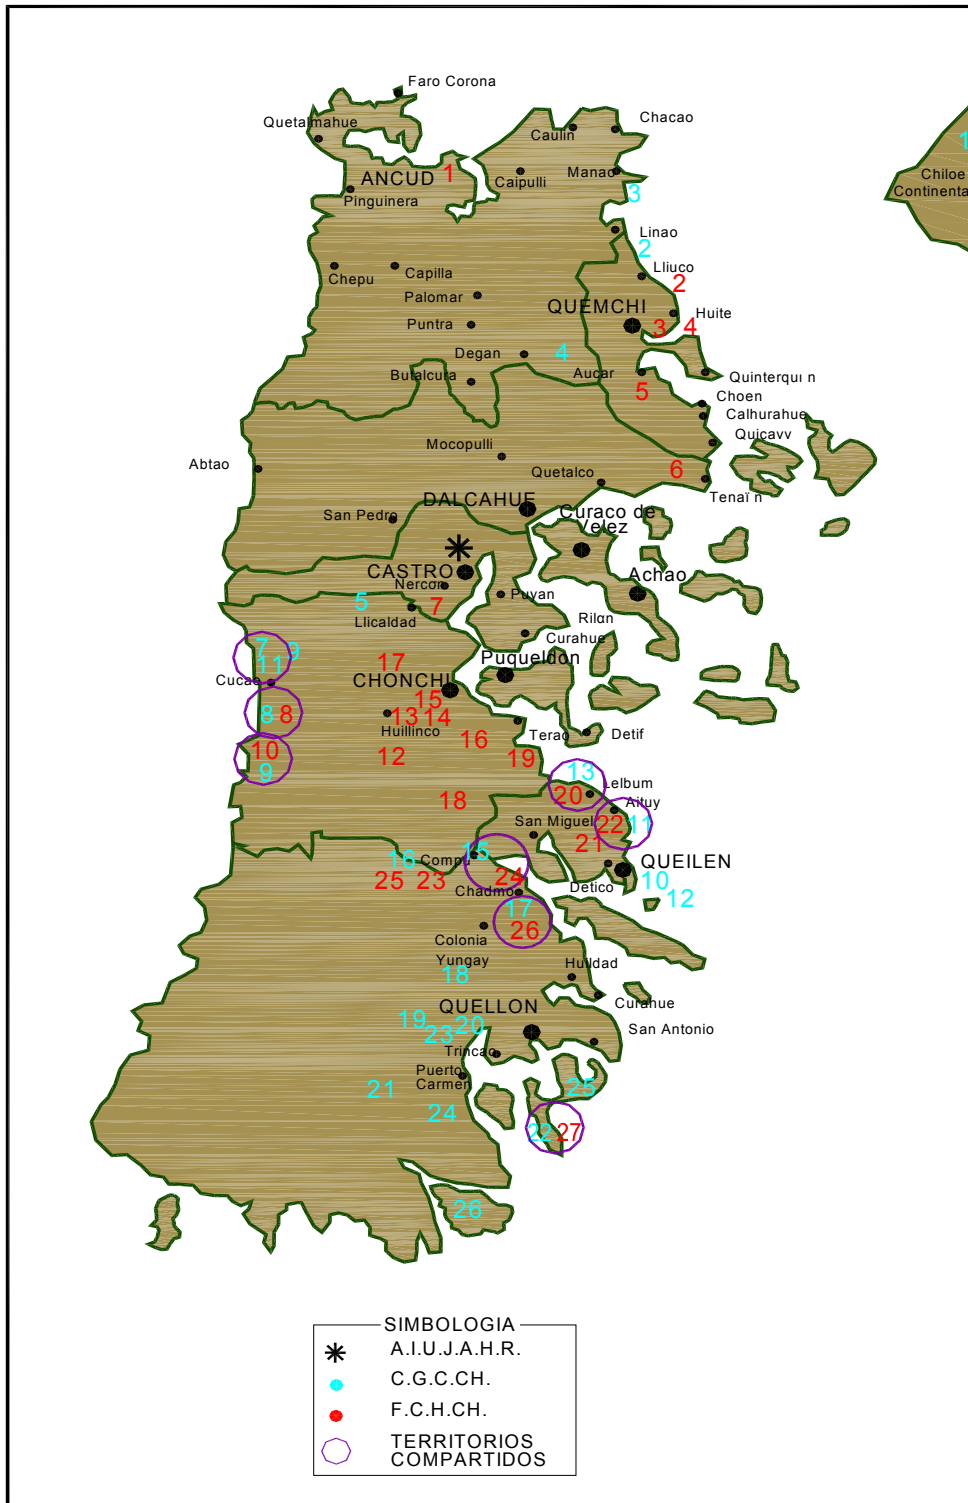 Faro Corona
Quetalmahue
Caulin
Chacao
1
ANCUD
1
Caipulli
Manao
Chiloe
Pinguinera
3
Continenta
Linao
2
Chepu
Capilla
Lliuco
2
Palomar
QUEMCHI
Huite
Puntra
3
4
Degan
4
Butalcura
Aucar
5
Quinterqui n
Choen
Calhurahue
Mocopulli
Quicavv
Abtao
Quetalco
6
Tenaï n
DALCAHUE
San Pedro
Curaco de
Velez
CASTRO
Achao
Nercon
5
7
Puyan
Llicaldad
Rilan
7
9
Curahue
11
17
Puqueldon
Cucao
CHONCHI
15
8
8
13
14
Huillinco
Terao
Detif
10
12
16
19
9
13
Lelbum
20
18
Aituy
San Miguel
22
11
21
16
Compu
15
QUEILEN
25
23
24
Detico
10
Chadmo
12
17
Colonia
26
Yungay
18
Huildad
QUELLON
Curahue
19
20
San Antonio
23
Trincao
Puerto
Carmen
21
25
24
22
27
26
SIMBOLOGIA
A.I.U.J.A.H.R.
C.G.C.CH.
F.C.H.CH.
TERRITORIOS
COMPARTIDOS